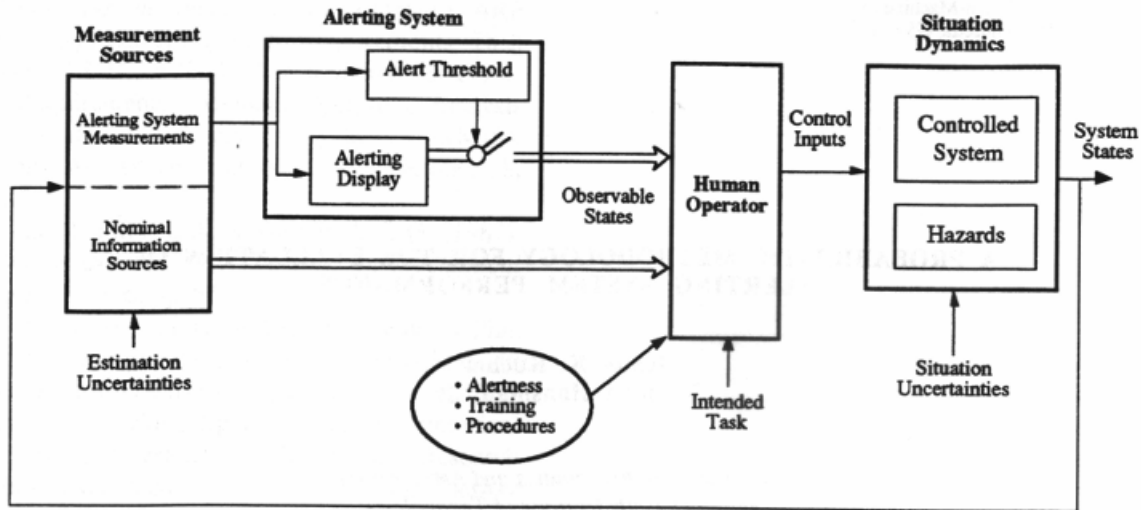 Alerting System
Measurement
Sources
Situation
Dynamics
Alert Threshold
Alerting System
Measurements
Alerting
Display
Control
Inputs
Controlled
System
System
States
Human
Operator
Observable
States
Nominal
Information
Sources
Hazards
Estimation
Uncertainties
• Alertness
• Training
• Procedures
Intended
Task
Situation
Uncertainties